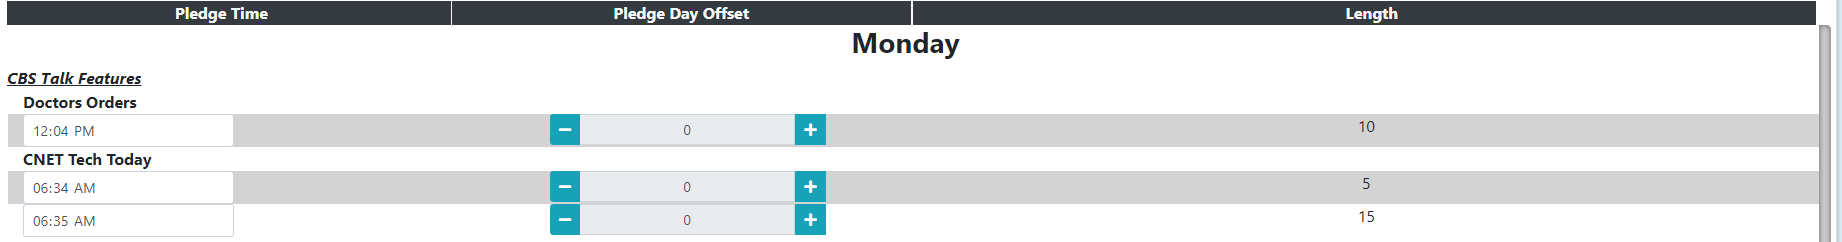 Pledge Time Pledge Day Offset Length
Monday
CBS Talk Features
Doctors Orders
12:04 PM − 0 + 10
CNET Tech Today
06:34 AM − 0 + 5
06:35 AM − 0 + 15